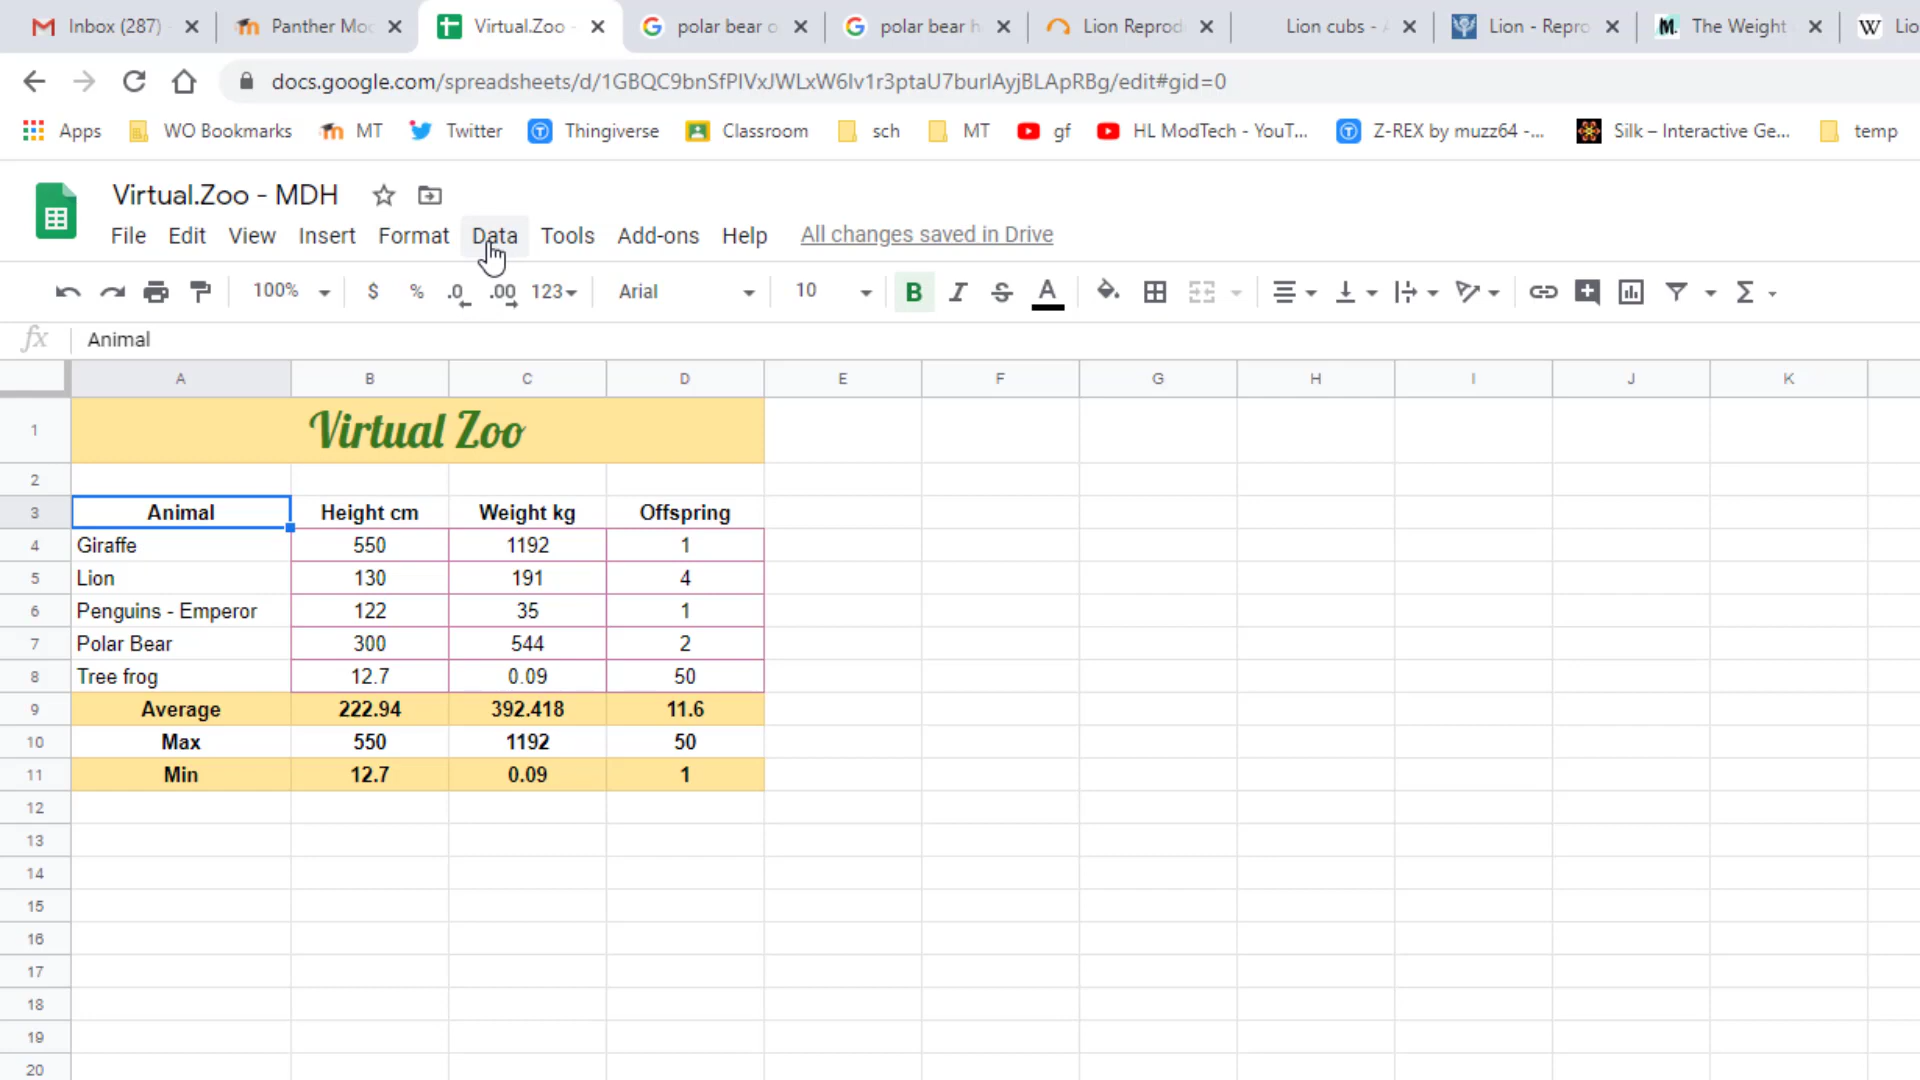 Inbox (287) Panther Moo Virtual.Zoo - polar bear o polar bear h Lion Reprod Lion cubs - Lion - Repro The Weight Lio
docs.google.com/spreadsheets/d/1GBQC9bnSfPIVxJWLxW6Iv1r3ptaU7burIAyjBLApRBg/edit#gid=0
Apps WO Bookmarks MT Twitter Thingiverse Classroom sch MT gf HL ModTech - YouT... Z-REX by muzz64 -... Silk – Interactive Ge... temp
Virtual.Zoo - MDH
File Edit View Insert Format Data Tools Add-ons Help All changes saved in Drive
100% $ % .0 .00 123 Arial 10 B I S A
fx Animal
A B C D E F G H I J K
1 Virtual Zoo
2
3 Animal Height cm Weight kg Offspring
4 Giraffe 550 1192 1
5 Lion 130 191 4
6 Penguins - Emperor 122 35 1
7 Polar Bear 300 544 2
8 Tree frog 12.7 0.09 50
9 Average 222.94 392.418 11.6
10 Max 550 1192 50
11 Min 12.7 0.09 1
12
13
14
15
16
17
18
19
20